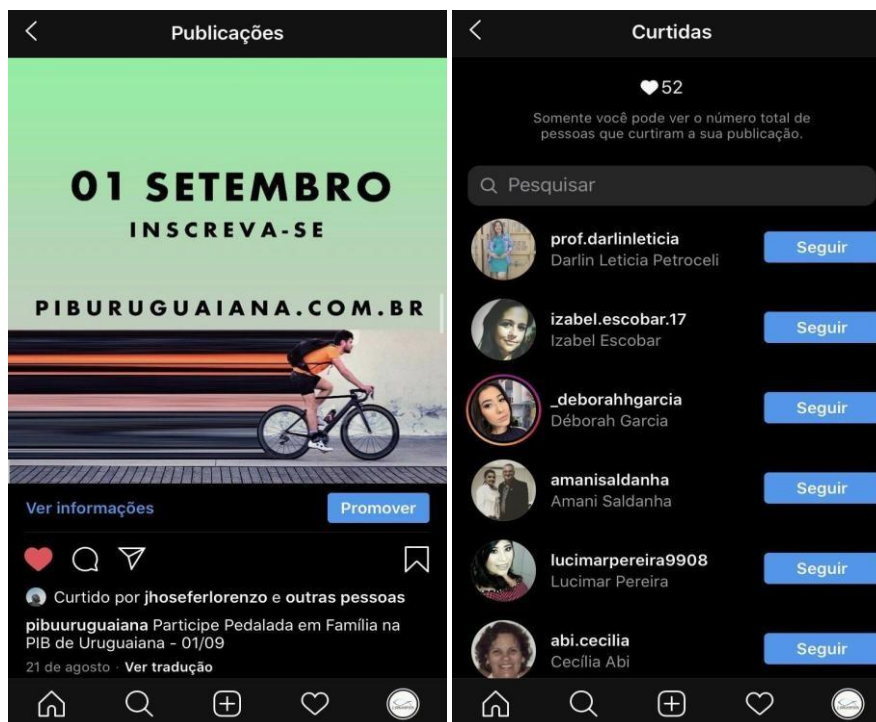 Publicações
01 SETEMBRO
INSCREVA-SE
PIBURUGUAIANA.COM.BR
Ver informações
Promover
Curtido por jhoseferlorenzo e outras pessoas
pibuuruguaiana Participe Pedalada em Família na
PIB de Uruguaiana - 01/09
21 de agosto · Ver tradução
Curtidas
52
Somente você pode ver o número total de
pessoas que curtiram a sua publicação.
Pesquisar
prof.darlinleticia
Darlin Leticia Petroceli
Seguir
izabel.escobar.17
Izabel Escobar
Seguir
_deborahhgarcia
Déborah Garcia
Seguir
amanisaldanha
Amani Saldanha
Seguir
lucimarpereira9908
Lucimar Pereira
Seguir
abi.cecilia
Cecília Abi
Seguir